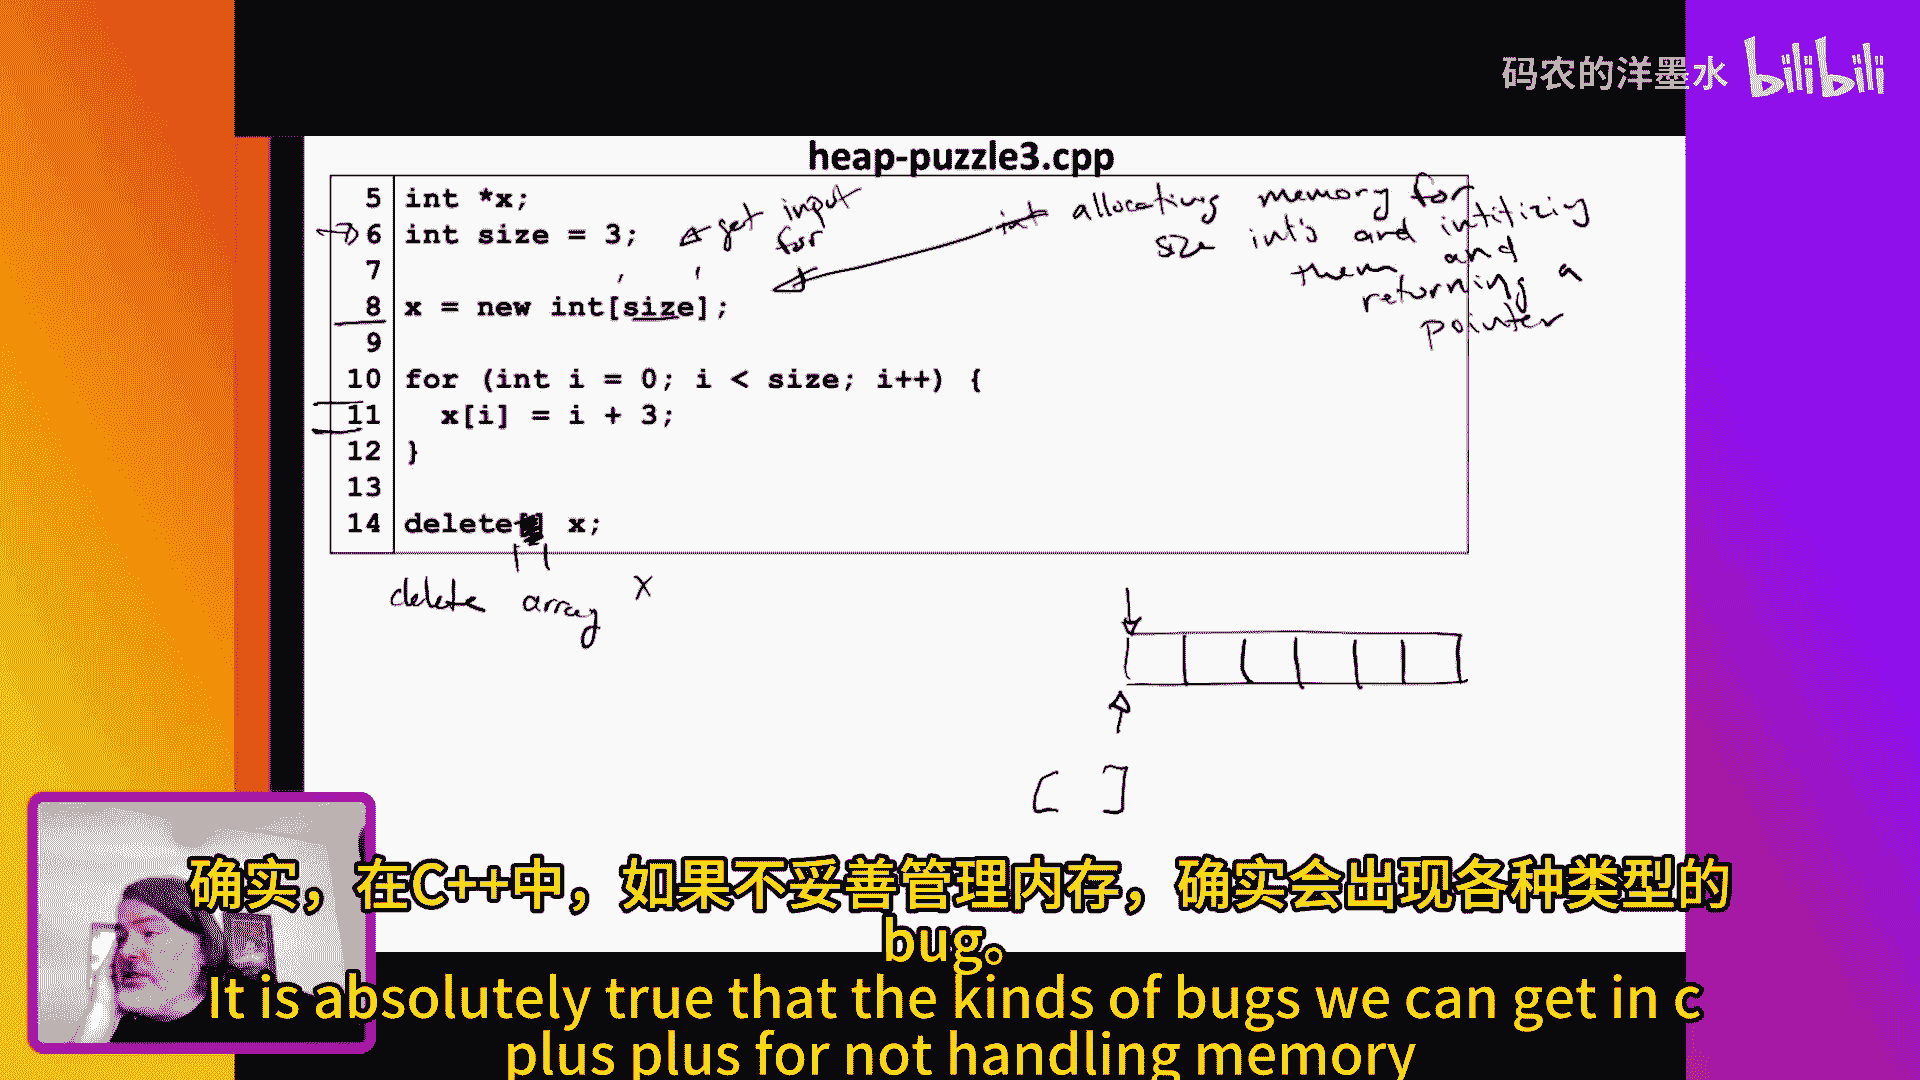 码农的洋墨水 bilibili
heap-puzzle3.cpp
5 int *x;
6 int size = 3;
7
8 x = new int[size];
9
10 for (int i = 0; i < size; i++) {
11 x[i] = i + 3;
12 }
13
14 delete[] x;
get input
for
int allocating memory for
size int's and intitizing
them and
returning a
pointer
delete array x
[ ]
确实，在C++中，如果不妥善管理内存，确实会出现各种类型的
bug。
It is absolutely true that the kinds of bugs we can get in c
plus plus for not handling memory